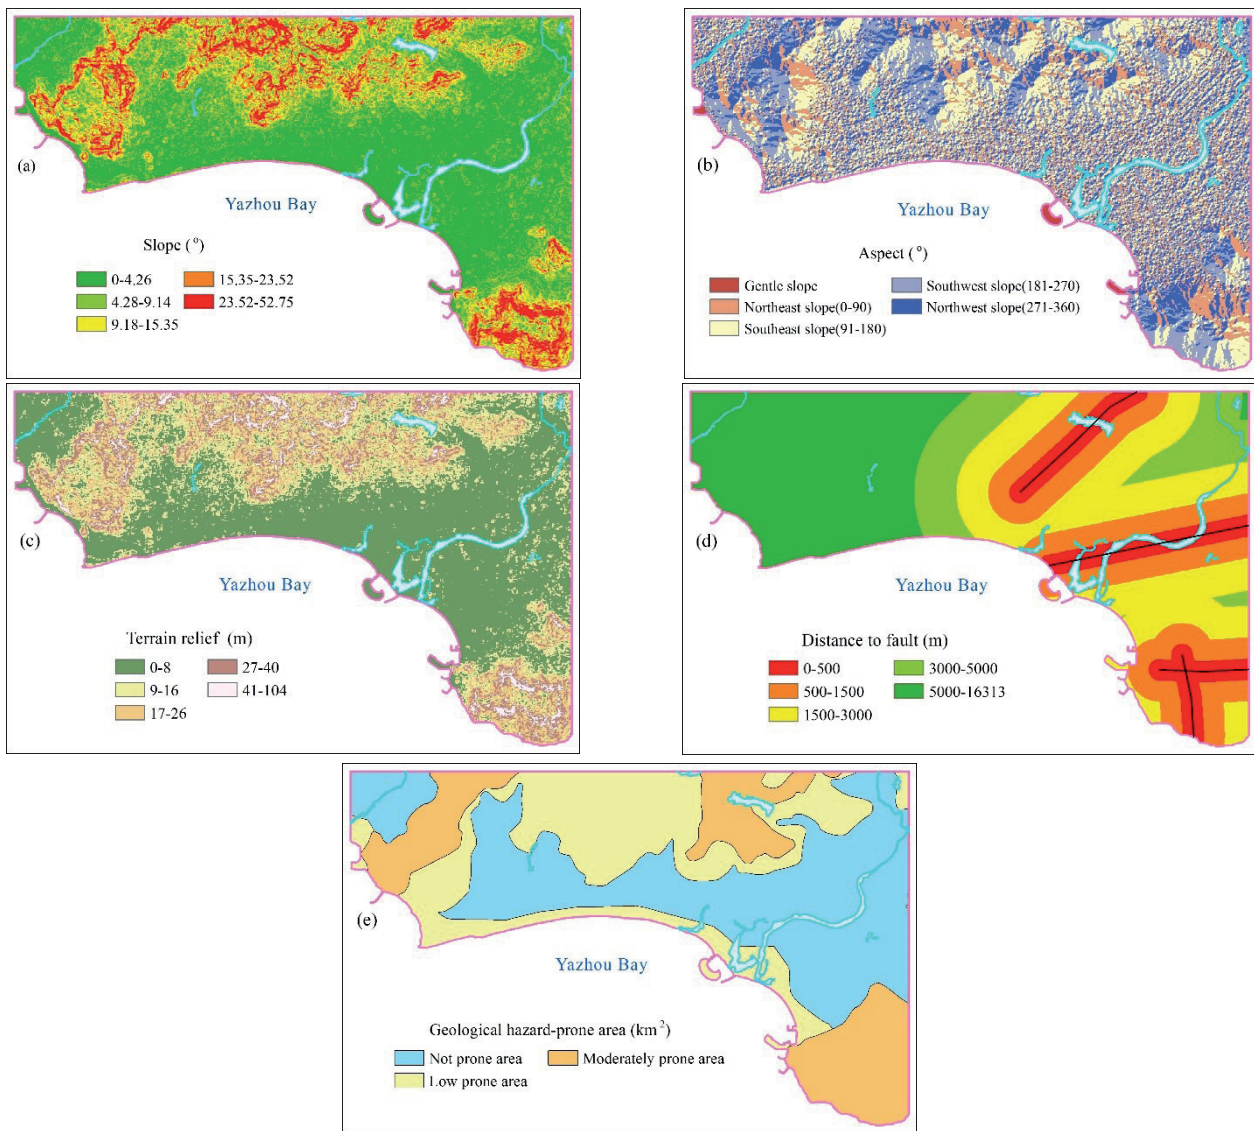 (a)
Yazhou Bay
Slope (°)
0-4.26
15.35-23.52
4.28-9.14
23.52-52.75
9.18-15.35
(b)
Yazhou Bay
Aspect (°)
Gentle slope
Southwest slope(181-270)
Northeast slope(0-90)
Northwest slope(271-360)
Southeast slope(91-180)
(c)
Yazhou Bay
Terrain relief (m)
0-8
27-40
9-16
41-104
17-26
(d)
Yazhou Bay
Distance to fault (m)
0-500
3000-5000
500-1500
5000-16313
1500-3000
(e)
Yazhou Bay
Geological hazard-prone area (km²)
Not prone area
Moderately prone area
Low prone area